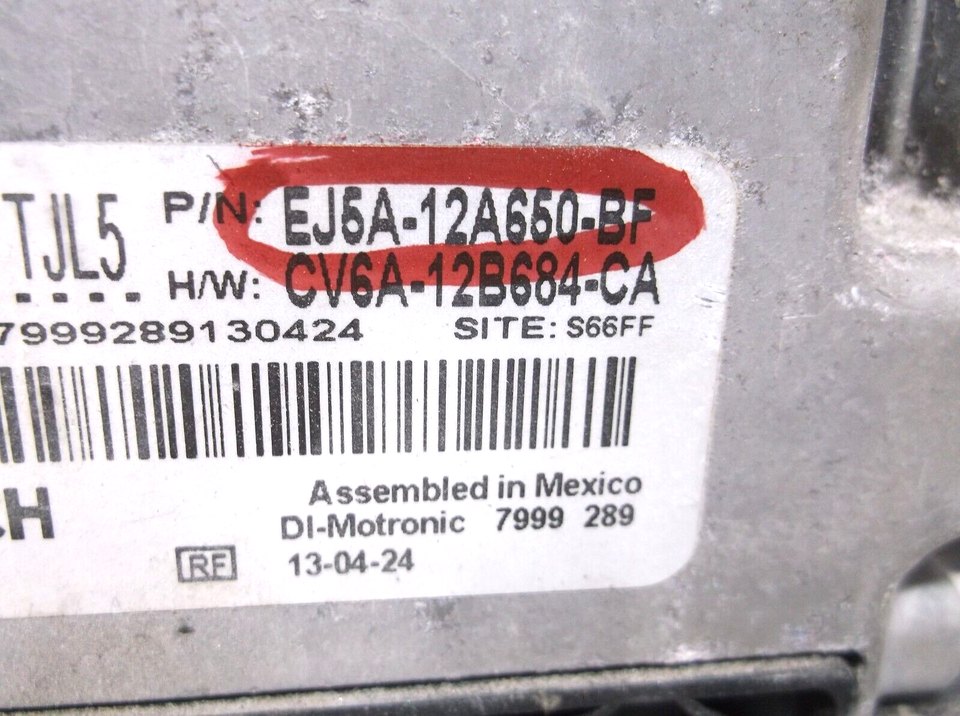 TJL5 P/N: EJ5A-12A650-BF
H/W: CV6A-12B684-CA
7999289130424 SITE: S66FF
CH
Assembled in Mexico
DI-Motronic 7999 289
RF 13-04-24